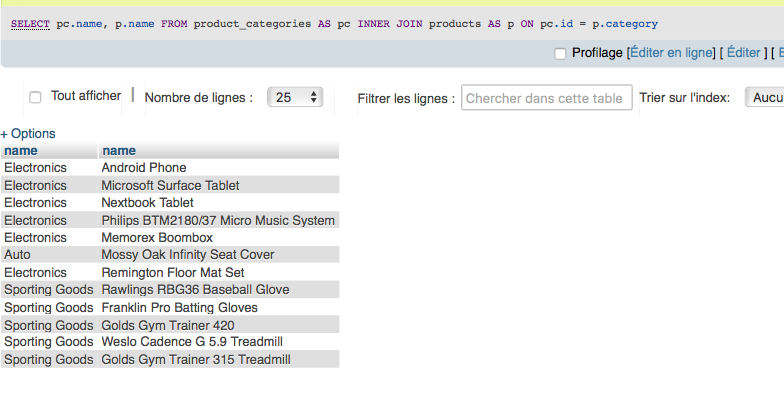 SELECT pc.name, p.name FROM product_categories AS pc INNER JOIN products AS p ON pc.id = p.category
Profilage [Éditer en ligne] [ Éditer ] [
Tout afficher | Nombre de lignes : 25 Filtrer les lignes : Chercher dans cette table Trier sur l'index: Aucu
+ Options
name name
Electronics Android Phone
Electronics Microsoft Surface Tablet
Electronics Nextbook Tablet
Electronics Philips BTM2180/37 Micro Music System
Electronics Memorex Boombox
Auto Mossy Oak Infinity Seat Cover
Electronics Remington Floor Mat Set
Sporting Goods Rawlings RBG36 Baseball Glove
Sporting Goods Franklin Pro Batting Gloves
Sporting Goods Golds Gym Trainer 420
Sporting Goods Weslo Cadence G 5.9 Treadmill
Sporting Goods Golds Gym Trainer 315 Treadmill